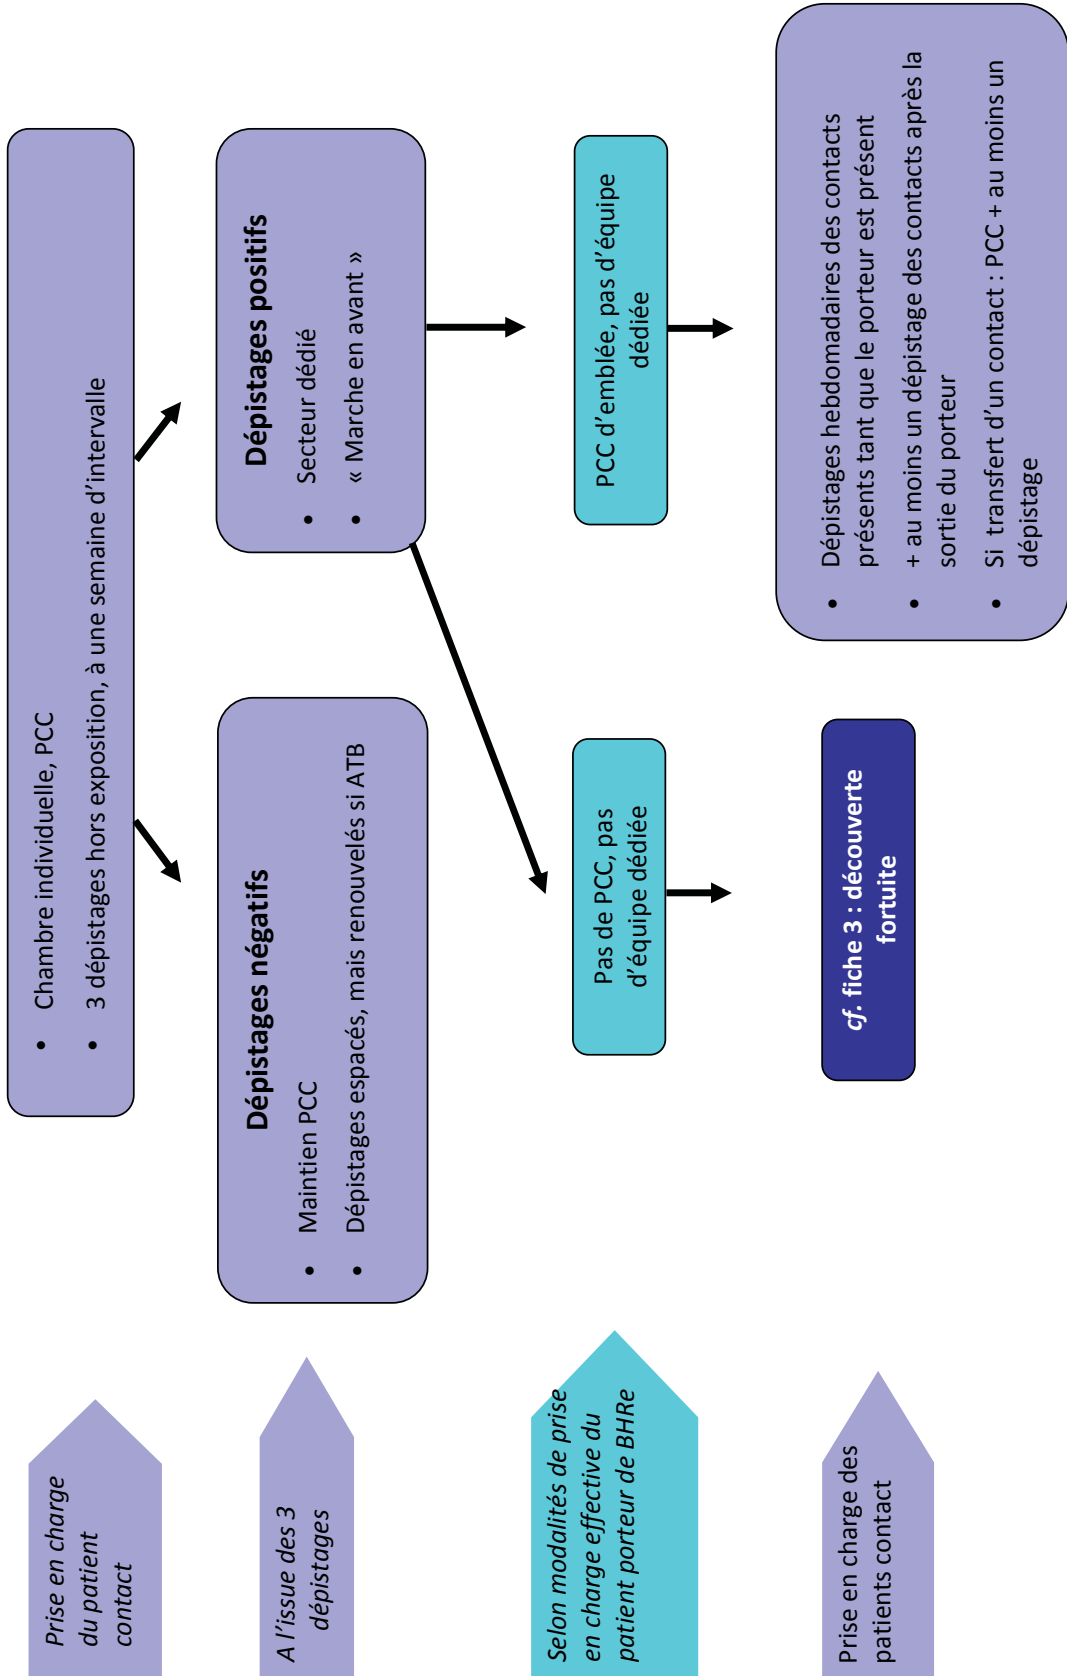 Prise en charge
du patient
contact
• Chambre individuelle, PCC
• 3 dépistages hors exposition, à une semaine d’intervalle
A l’issue des 3
dépistages
Dépistages négatifs
• Maintien PCC
• Dépistages espacés, mais renouvelés si ATB
Dépistages positifs
• Secteur dédié
• « Marche en avant »
Selon modalités de prise
en charge effective du
patient porteur de BHRe
Pas de PCC, pas
d’équipe dédiée
PCC d’emblée, pas d’équipe
dédiée
Prise en charge des
patients contact
cf. fiche 3 : découverte
fortuite
• Dépistages hebdomadaires des contacts
présents tant que le porteur est présent
• + au moins un dépistage des contacts après la
sortie du porteur
• Si transfert d’un contact : PCC + au moins un
dépistage